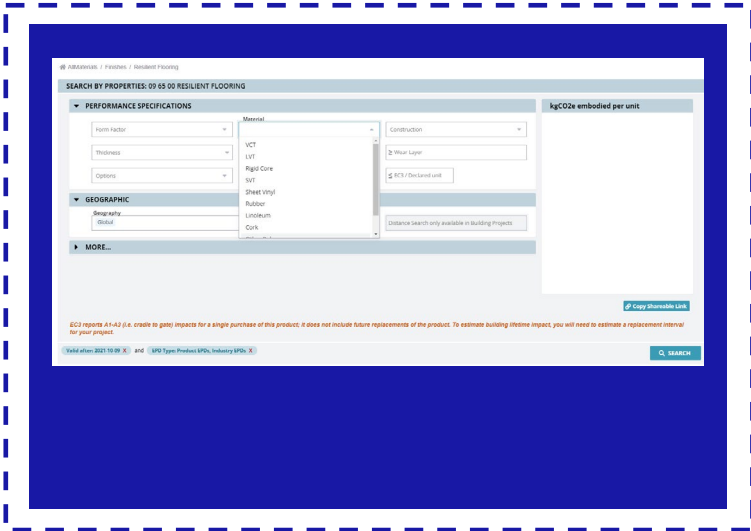 AllMaterials / Finishes / Resilient Flooring
SEARCH BY PROPERTIES: 09 65 00 RESILIENT FLOORING
PERFORMANCE SPECIFICATIONS
kgCO2e embodied per unit
Material
Form Factor
Construction
VCT
Thickness
≥ Wear Layer
LVT
Rigid Core
Options
≤ EC3 / Declared unit
SVT
Sheet Vinyl
GEOGRAPHIC
Rubber
Geography
Linoleum
Global
Distance Search only available in Building Projects
Cork
MORE...
Copy Shareable Link
EC3 reports A1-A3 (i.e. cradle to gate) impacts for a single purchase of this product; it does not include future replacements of the product. To estimate building lifetime impact, you will need to estimate a replacement interval
for your project.
Valid after: 2021-10-09 X and EPD Type: Product EPDs, Industry EPDs X
SEARCH